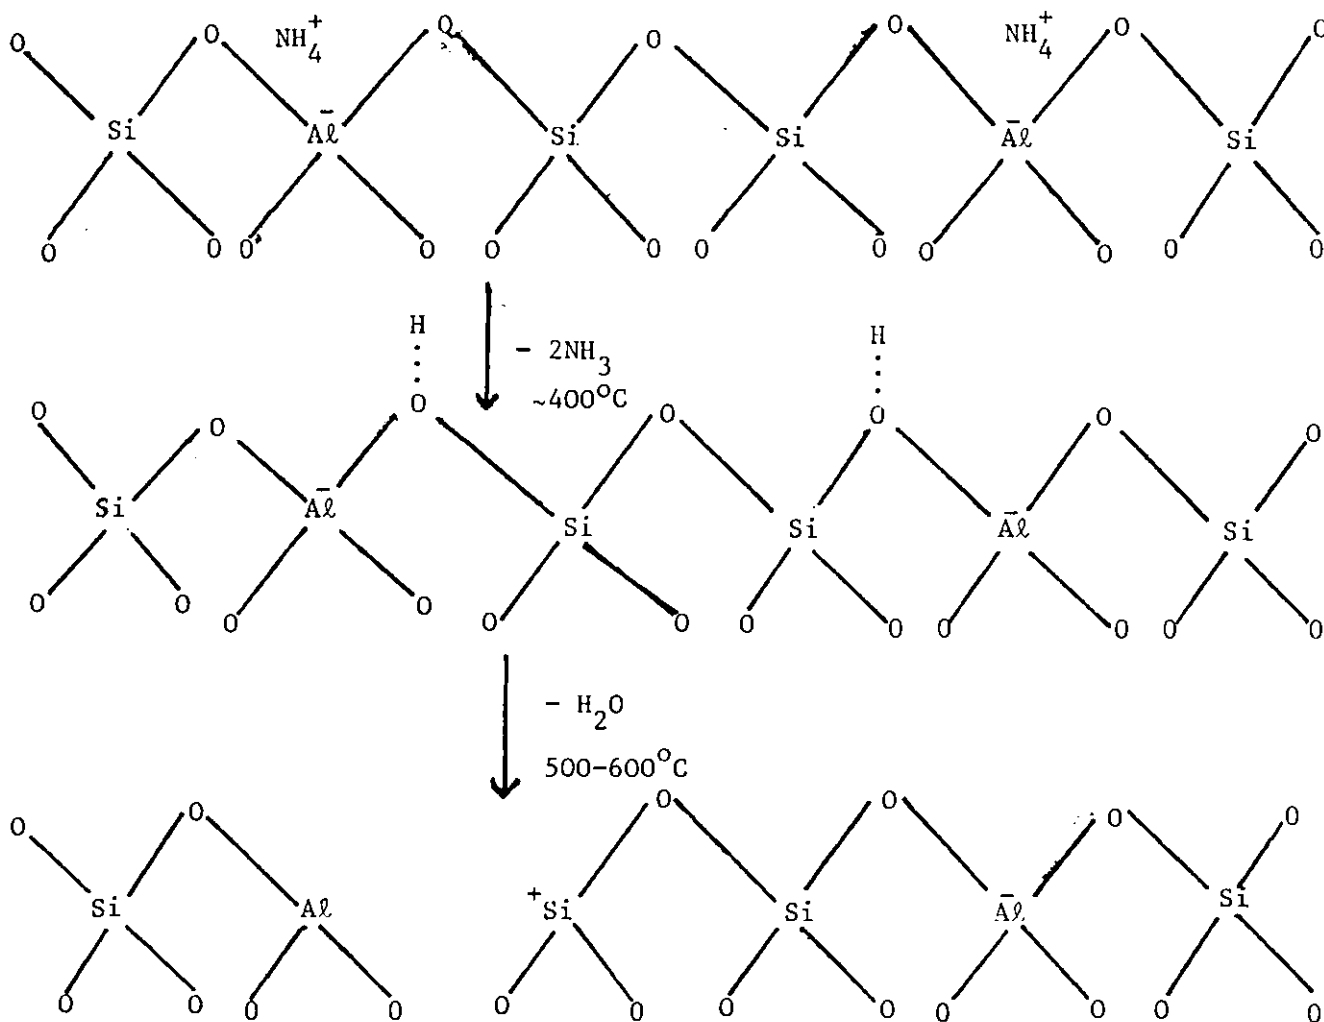 O O NH₄⁺ O O O NH₄⁺ O O
Si Al⁻ Si Si Al⁻ Si
O O O O O O O O O O O O
H H
- 2NH₃
~400°C
O O O O O O O
Si Al⁻ Si Si Al⁻ Si
O O O O O O O O O O O O
- H₂O
500-600°C
O O O O O O
Si Al +Si Si Al⁻ Si
O O O O O O O O O O O O